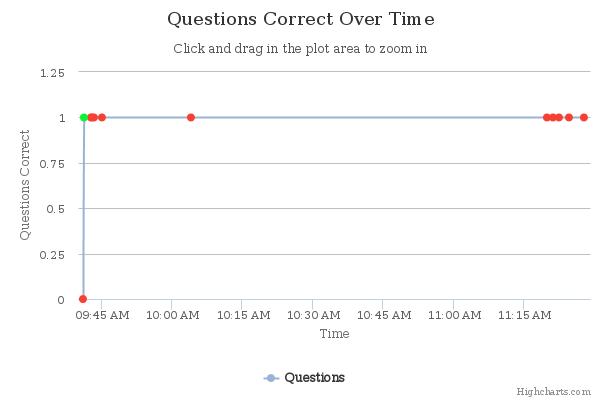 Questions Correct Over Time
Click and drag in the plot area to zoom in
Questions Correct
1.25
1
0.75
0.5
0.25
0
09:45 AM 10:00 AM 10:15 AM 10:30 AM 10:45 AM 11:00 AM 11:15 AM
Time
Questions
Highcharts.com